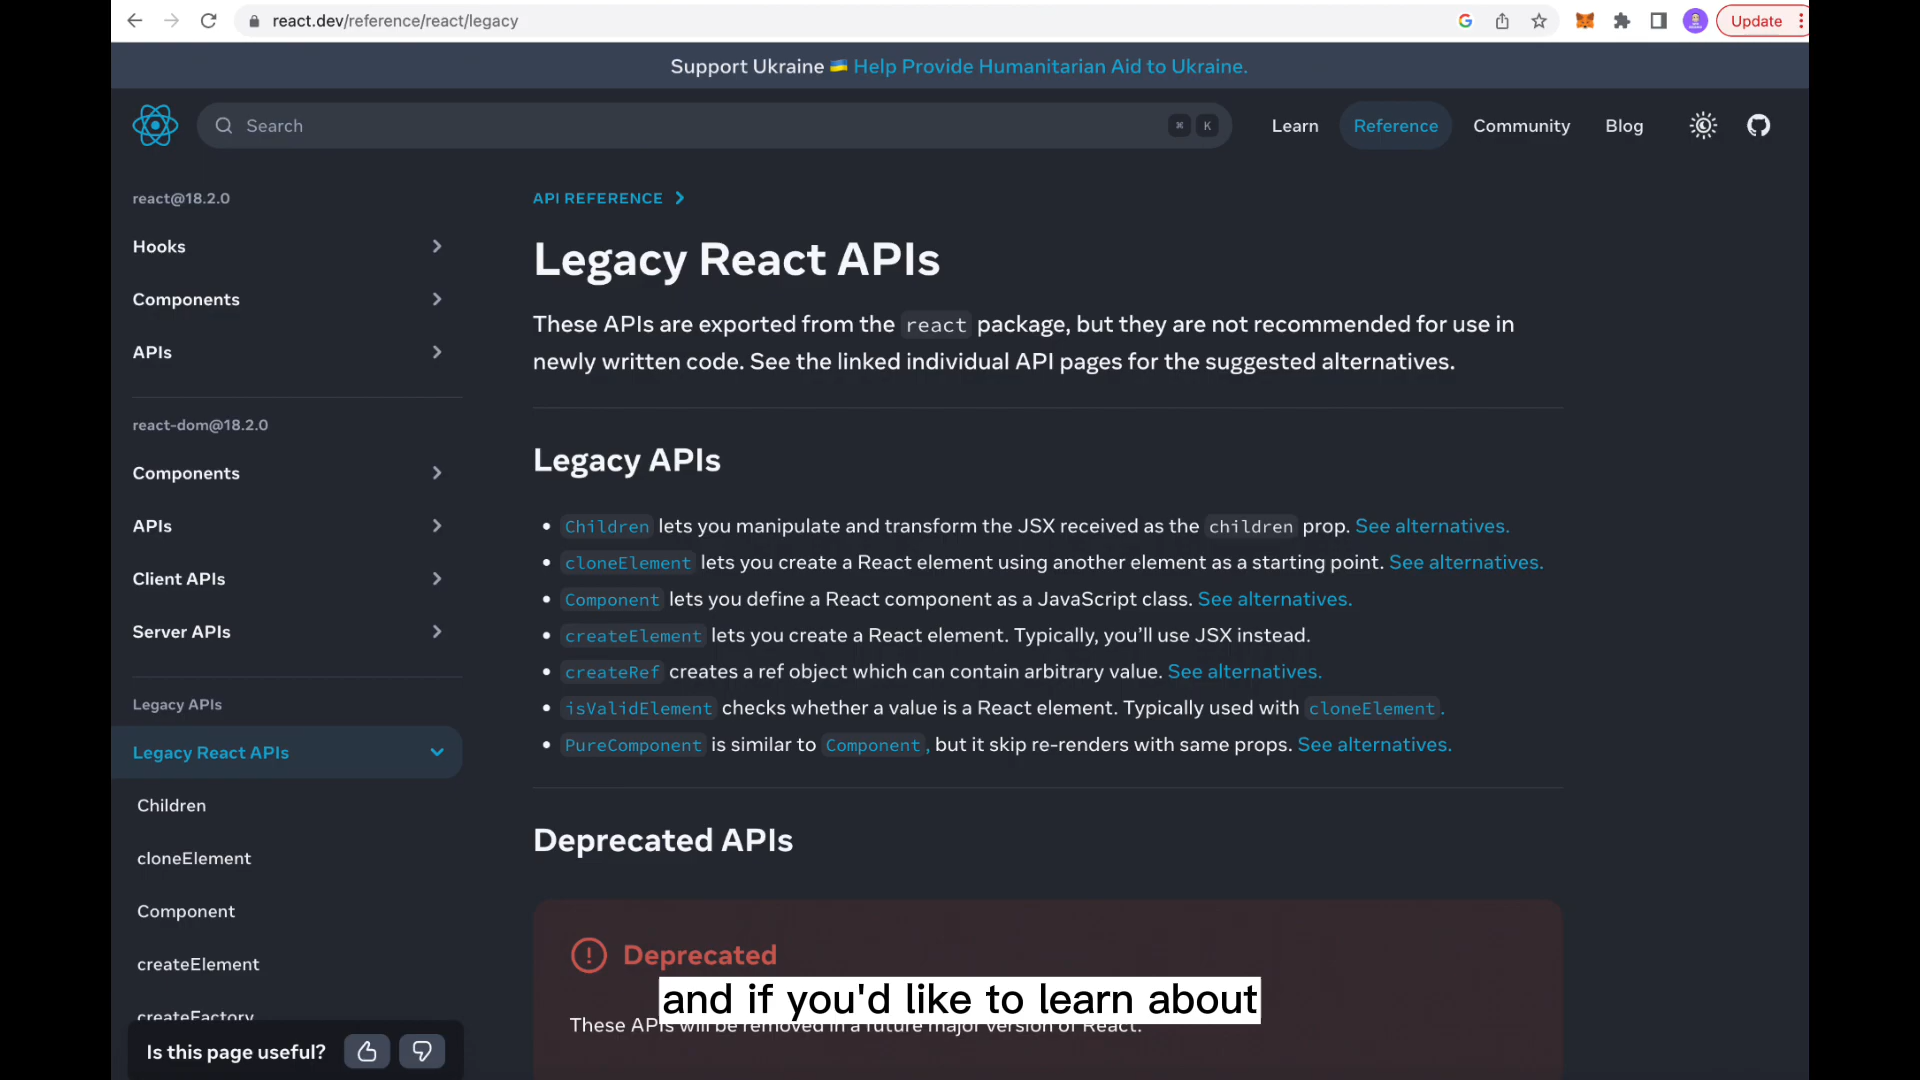 react.dev/reference/react/legacy
Update
Support Ukraine 🇺🇦 Help Provide Humanitarian Aid to Ukraine.
Search
⌘ K
Learn
Reference
Community
Blog
react@18.2.0
Hooks
Components
APIs
react-dom@18.2.0
Components
APIs
Client APIs
Server APIs
Legacy APIs
Legacy React APIs
Children
cloneElement
Component
createElement
createFactory
Is this page useful?
API REFERENCE
Legacy React APIs
These APIs are exported from the react package, but they are not recommended for use in
newly written code. See the linked individual API pages for the suggested alternatives.
Legacy APIs
• Children lets you manipulate and transform the JSX received as the children prop. See alternatives.
• cloneElement lets you create a React element using another element as a starting point. See alternatives.
• Component lets you define a React component as a JavaScript class. See alternatives.
• createElement lets you create a React element. Typically, you’ll use JSX instead.
• createRef creates a ref object which can contain arbitrary value. See alternatives.
• isValidElement checks whether a value is a React element. Typically used with cloneElement.
• PureComponent is similar to Component, but it skip re-renders with same props. See alternatives.
Deprecated APIs
Deprecated
These APIs will be removed in a future major version of React.
and if you'd like to learn about